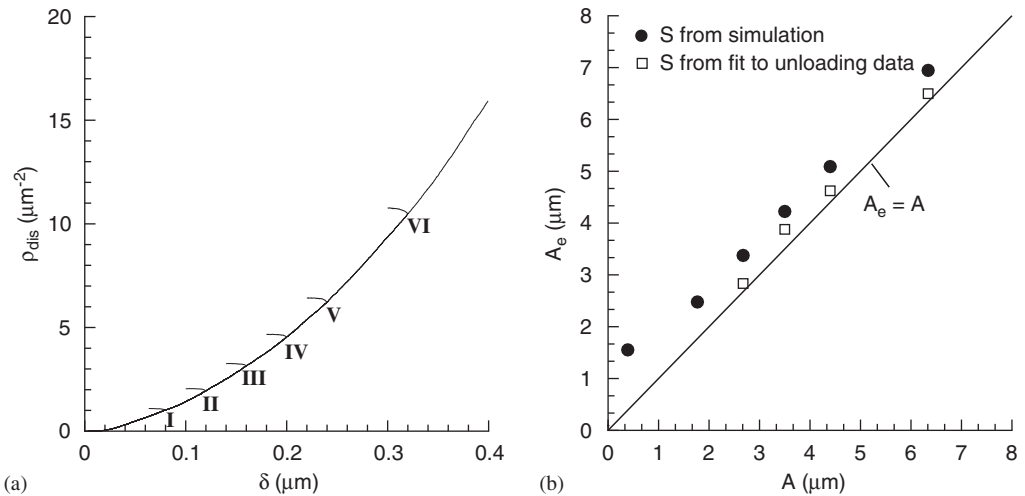 20
15
10
5
0
ρdis (μm-2)
0
0.1
0.2
0.3
0.4
δ (μm)
I
II
III
IV
V
VI
(a)
8
7
6
5
4
3
2
1
0
Ae (μm)
S from simulation
S from fit to unloading data
Ae = A
0
1
2
3
4
5
6
7
8
A (μm)
(b)